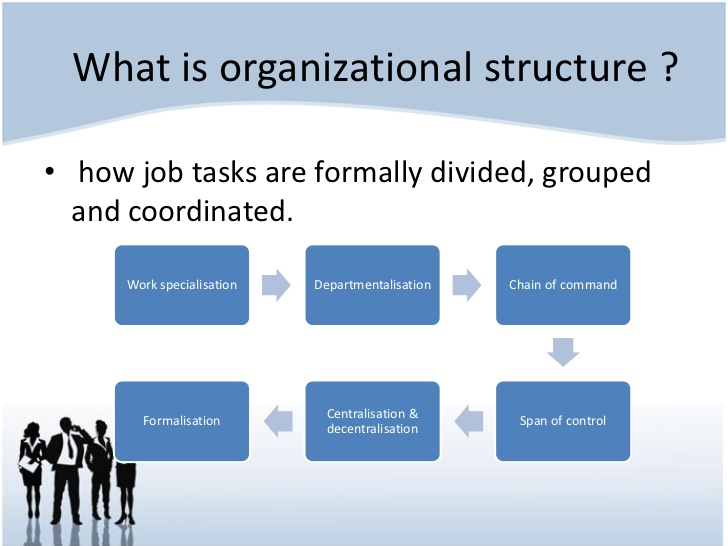 What is organizational structure ?
• how job tasks are formally divided, grouped
and coordinated.
Work specialisation
Departmentalisation
Chain of command
Span of control
Centralisation &
decentralisation
Formalisation